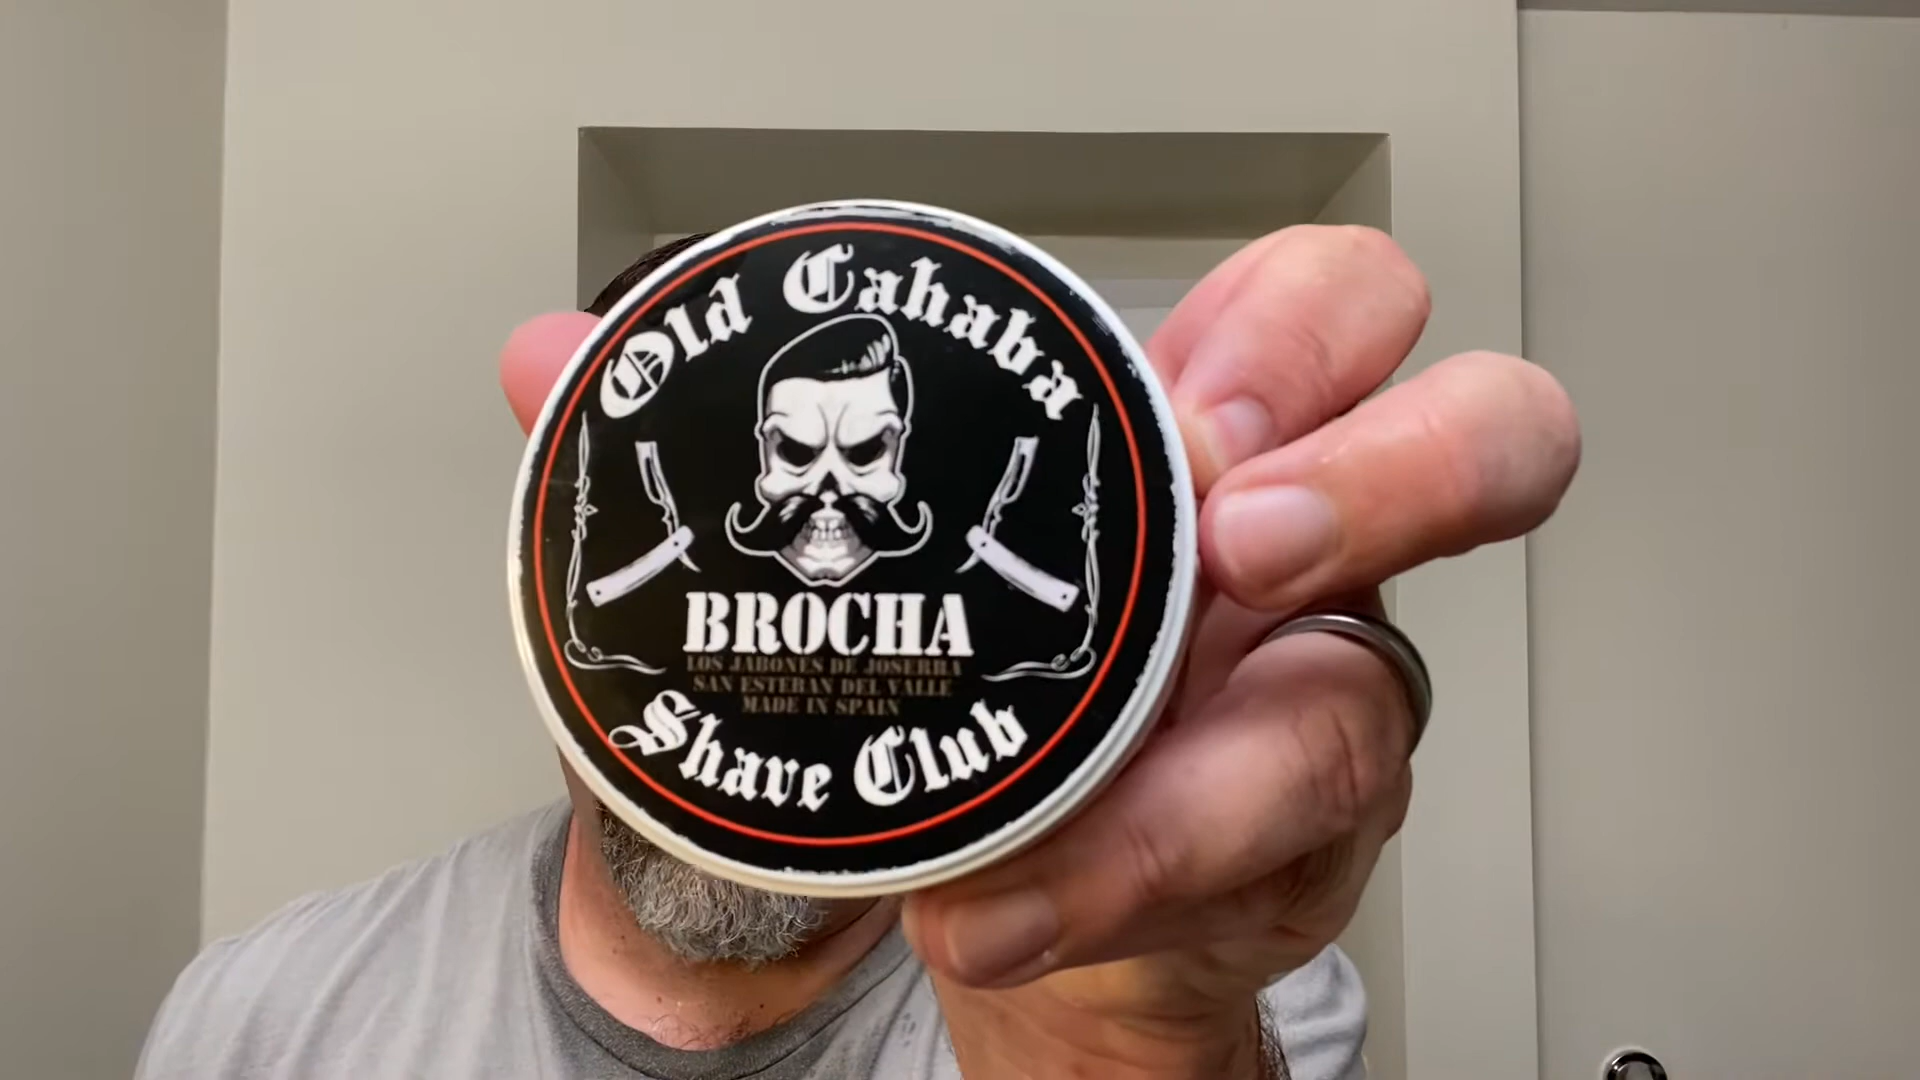 Old Cahaba
BROCHA
LOS JABONES DE JOSERRA
SAN ESTEBAN DEL VALLE
MADE IN SPAIN
Shave Club